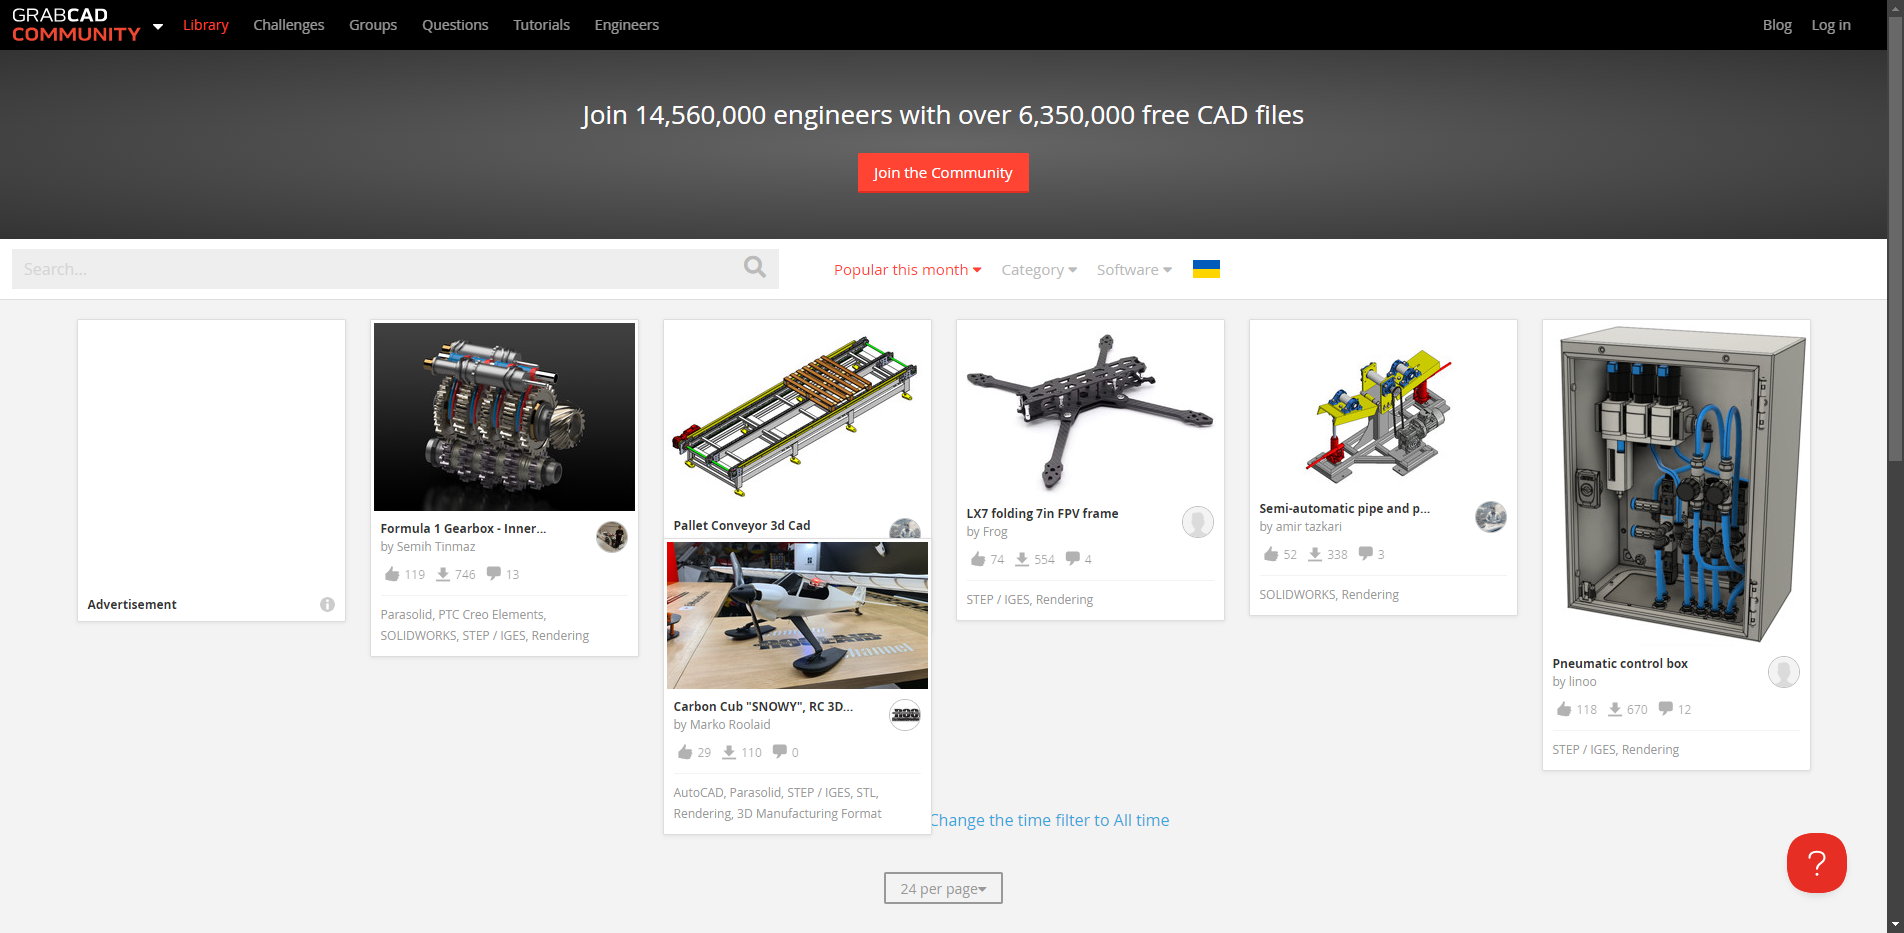 GRABCAD
COMMUNITY
Library
Challenges
Groups
Questions
Tutorials
Engineers
Blog
Log in
Join 14,560,000 engineers with over 6,350,000 free CAD files
Join the Community
Search...
Popular this month
Category
Software
Advertisement
Formula 1 Gearbox - Inner...
by Semih Tinmaz
119 746 13
Parasolid, PTC Creo Elements,
SOLIDWORKS, STEP / IGES, Rendering
Pallet Conveyor 3d Cad
Carbon Cub "SNOWY", RC 3D...
by Marko Roolaid
29 110 0
AutoCAD, Parasolid, STEP / IGES, STL,
Rendering, 3D Manufacturing Format
LX7 folding 7in FPV frame
by Frog
74 554 4
STEP / IGES, Rendering
Semi-automatic pipe and p...
by amir tazkari
52 338 3
SOLIDWORKS, Rendering
Pneumatic control box
by linoo
118 670 12
STEP / IGES, Rendering
Change the time filter to All time
24 per page
?